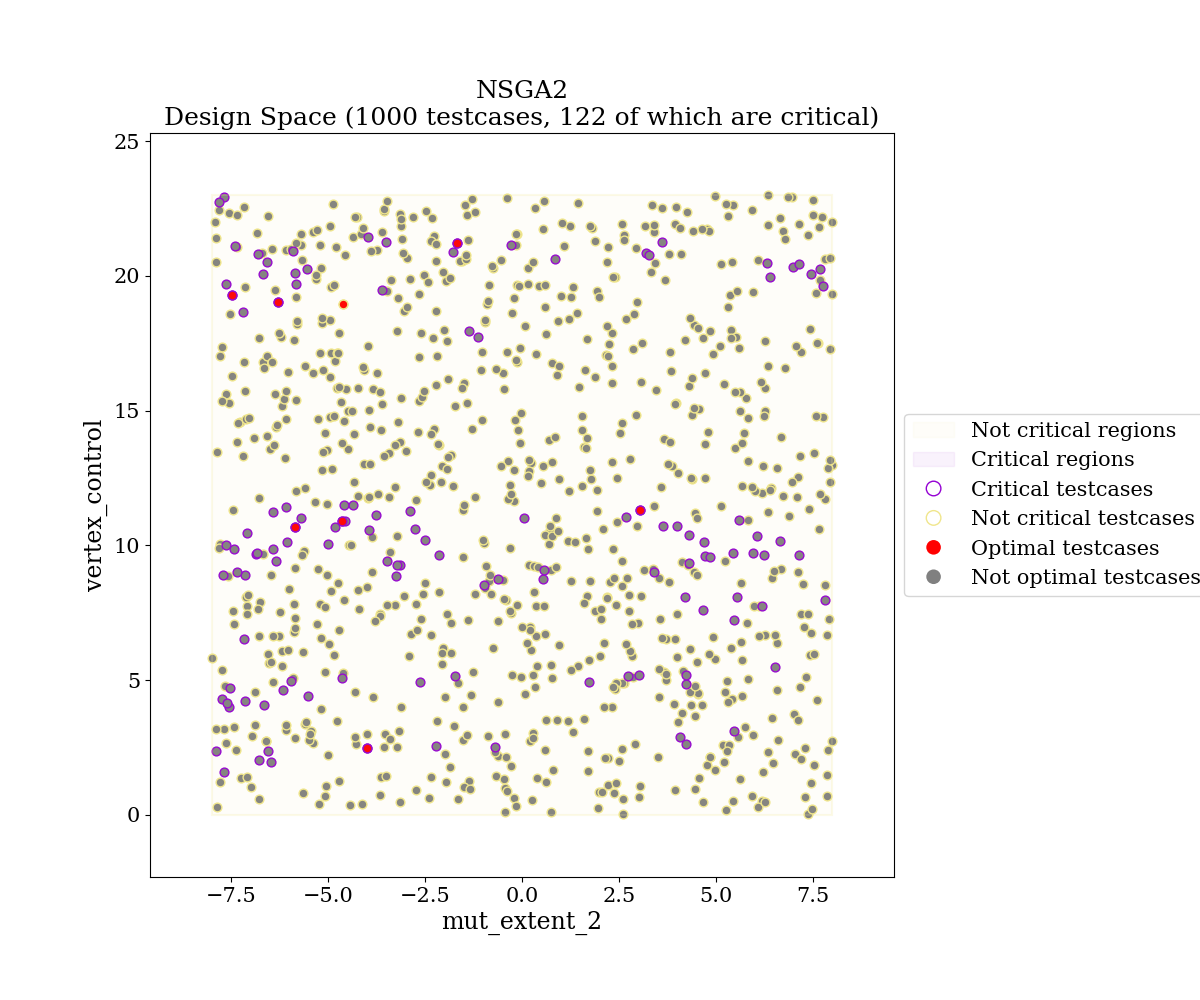 NSGA2
Design Space (1000 testcases, 122 of which are critical)
25
20
15
10
5
0
vertex_control
−7.5
−5.0
−2.5
0.0
2.5
5.0
7.5
mut_extent_2
Not critical regions
Critical regions
Critical testcases
Not critical testcases
Optimal testcases
Not optimal testcases